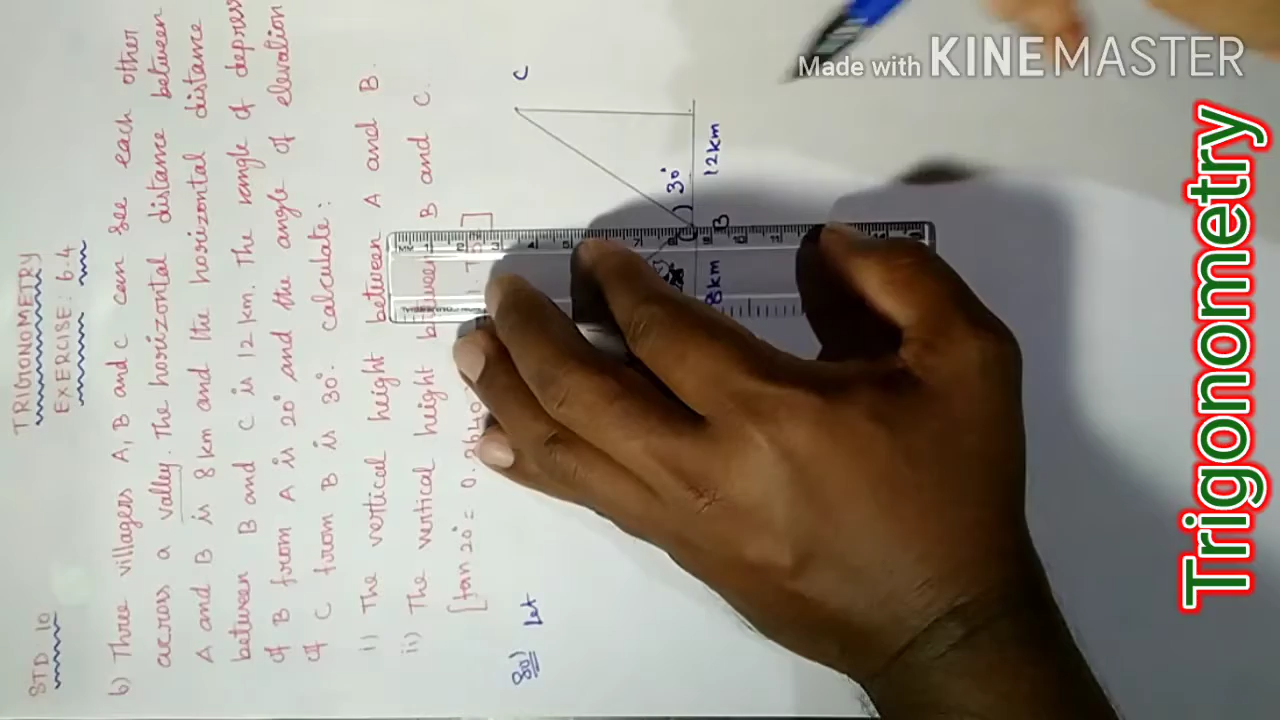 STD 10
TRIGONOMETRY
EXERCISE: 6.4
6) Three villagers A, B and C can see each other
across a valley. The horizontal distance between
A and B is 8 km and the horizontal distance
between B and C is 12 km. The angle of depres
of B from A is 20° and the angle of elevation
of C from B is 30°. calculate:
i) The vertical height between A and B.
ii) The vertical height between B and C.
[tan 20° = 0.3640
Sol) Let
C
30°
B
8km
12km
Made with KINEMASTER
Trigonometry